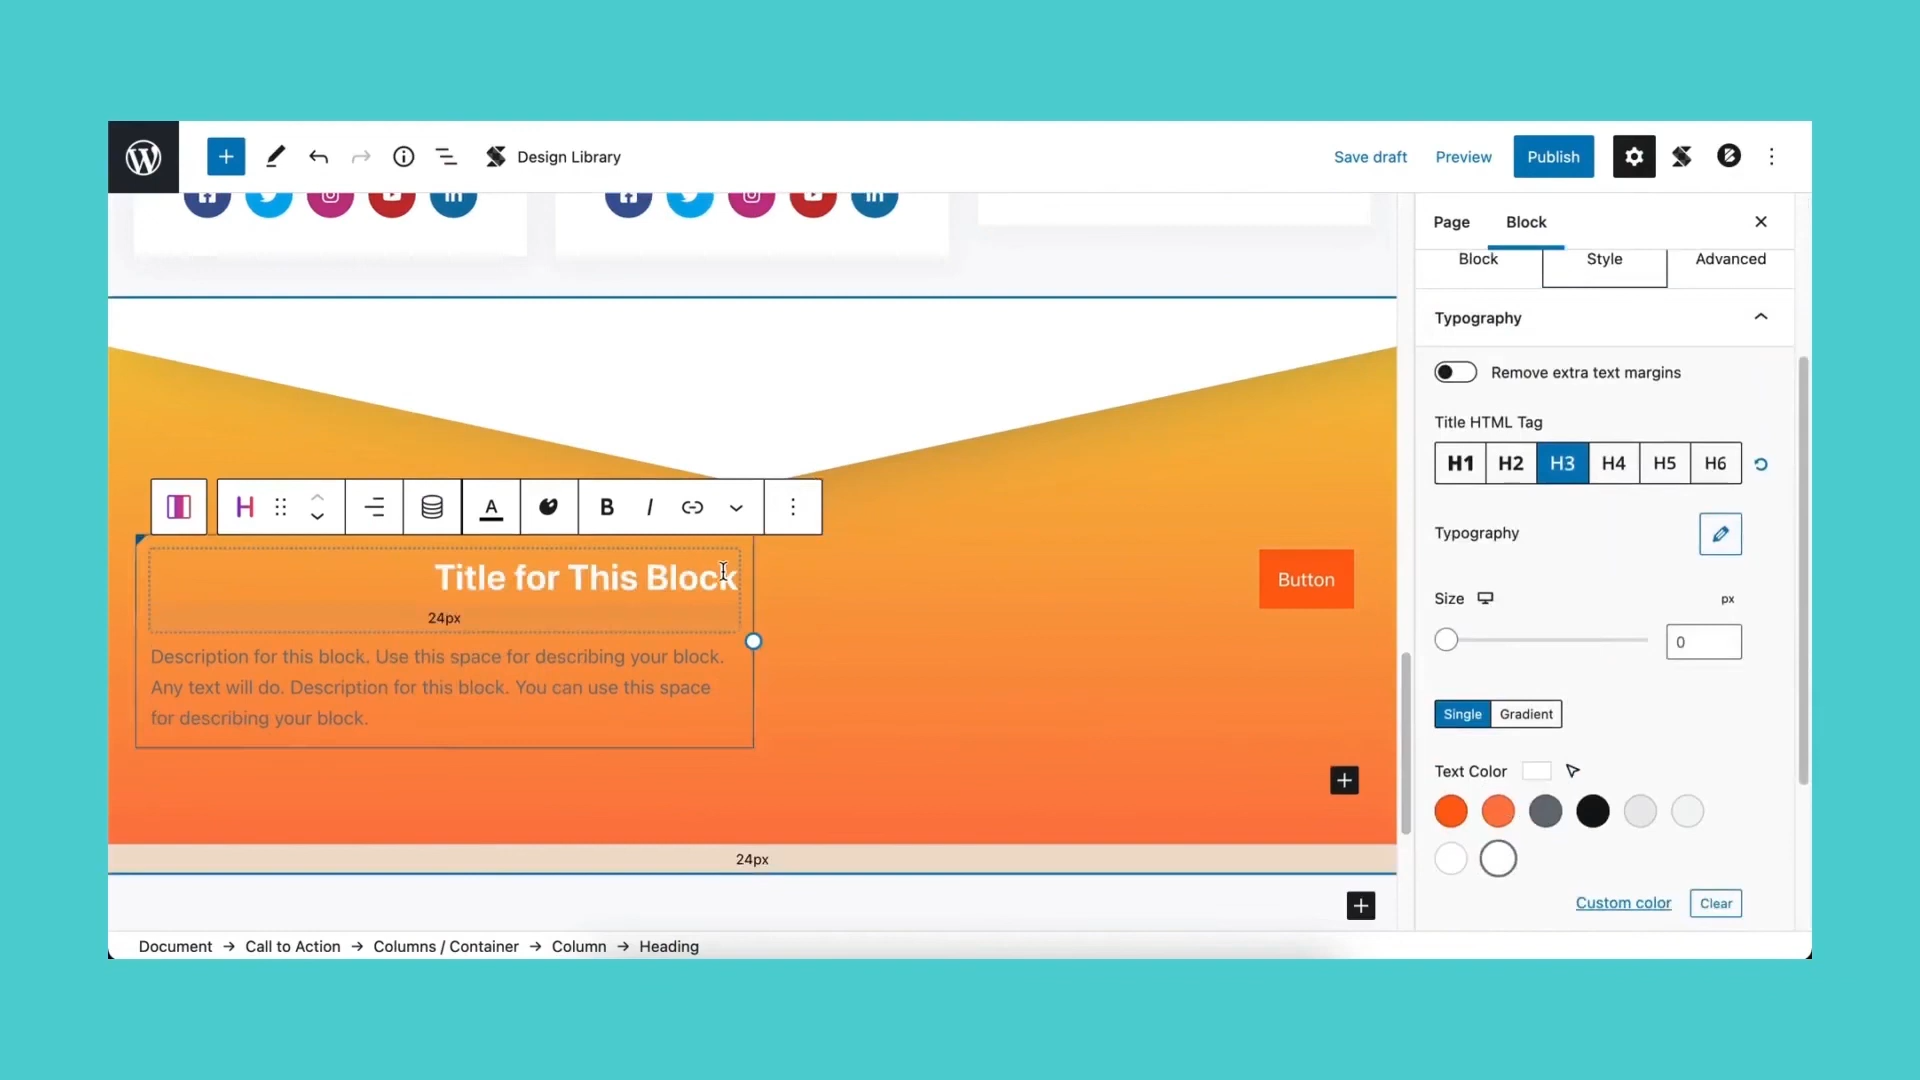 Design Library
Save draft
Preview
Publish
Page
Block
Block
Style
Advanced
Typography
Remove extra text margins
Title HTML Tag
H1 H2 H3 H4 H5 H6
Typography
Size
px
0
Single
Gradient
Text Color
Custom color
Clear
H
A
B
I
Title for This Block
24px
Description for this block. Use this space for describing your block.
Any text will do. Description for this block. You can use this space
for describing your block.
Button
24px
Document → Call to Action → Columns / Container → Column → Heading